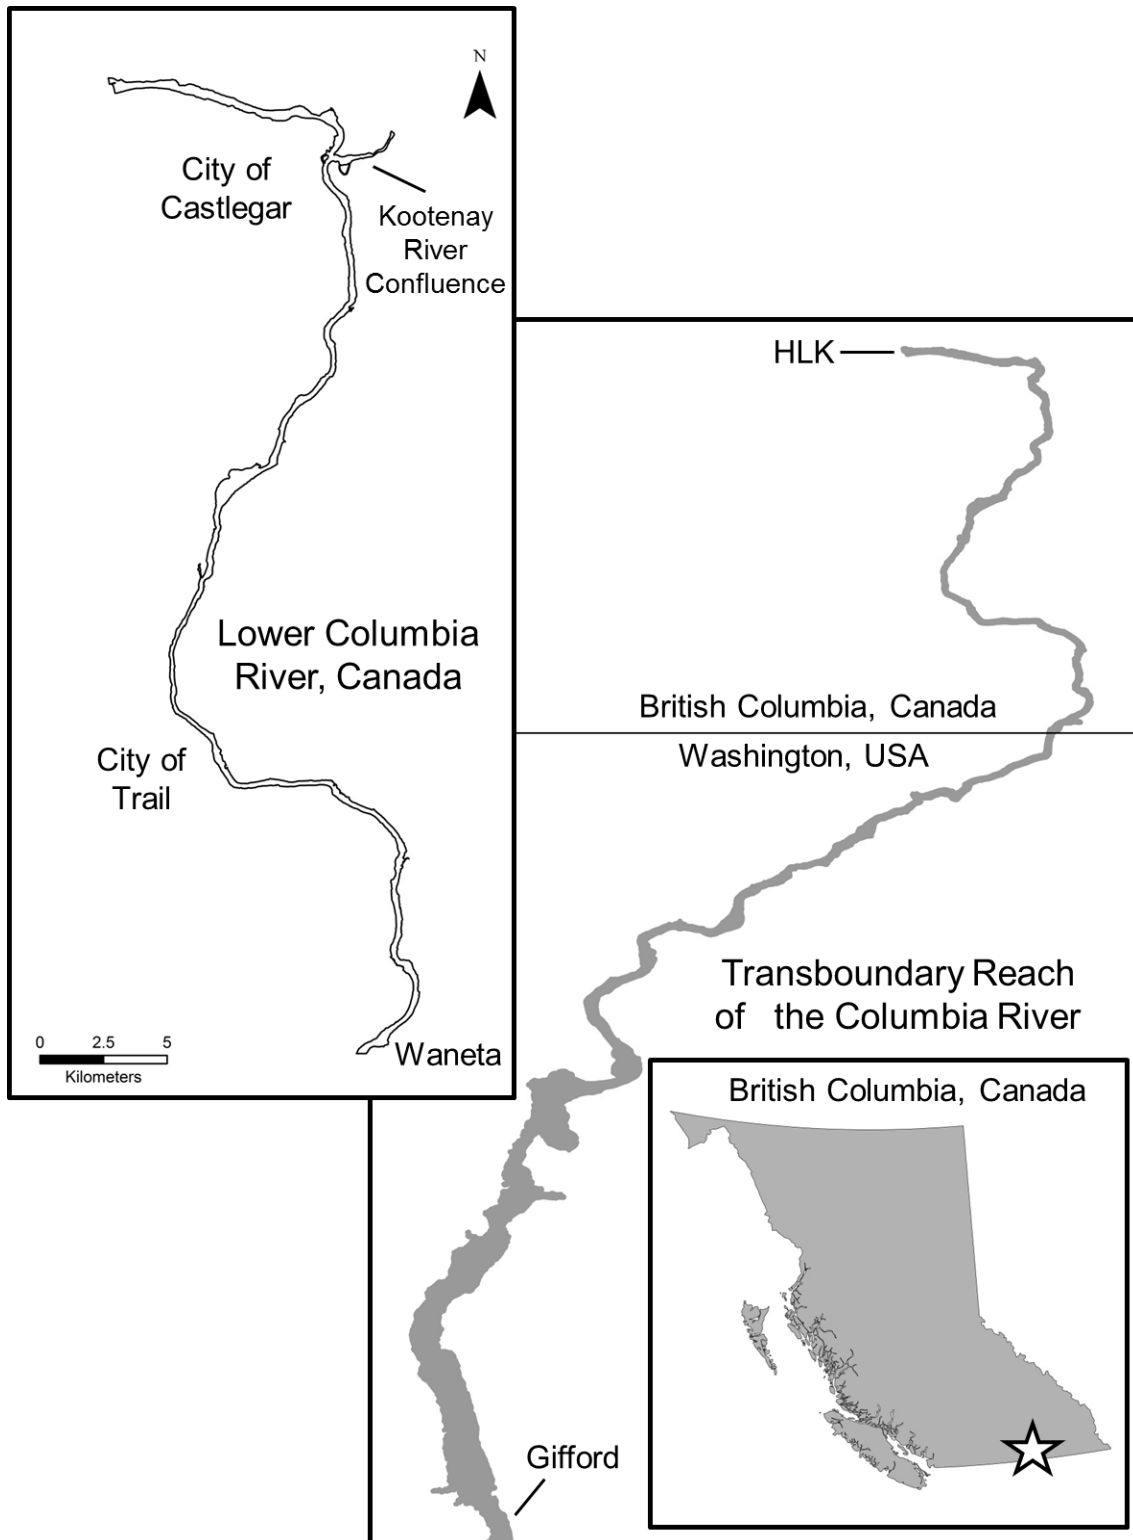 N
City of
Castlegar
Kootenay
River
Confluence
Lower Columbia
River, Canada
City of
Trail
Waneta
0 2.5 5
Kilometers
HLK
British Columbia, Canada
Washington, USA
Transboundary Reach
of the Columbia River
Gifford
British Columbia, Canada